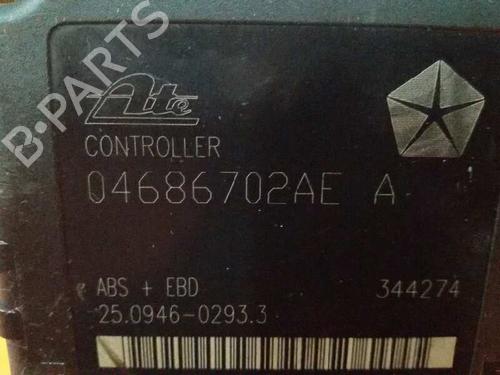 B-PARTS
Ate
CONTROLLER
04686702AE A
ABS + EBD 344274
25.0946-0293.3